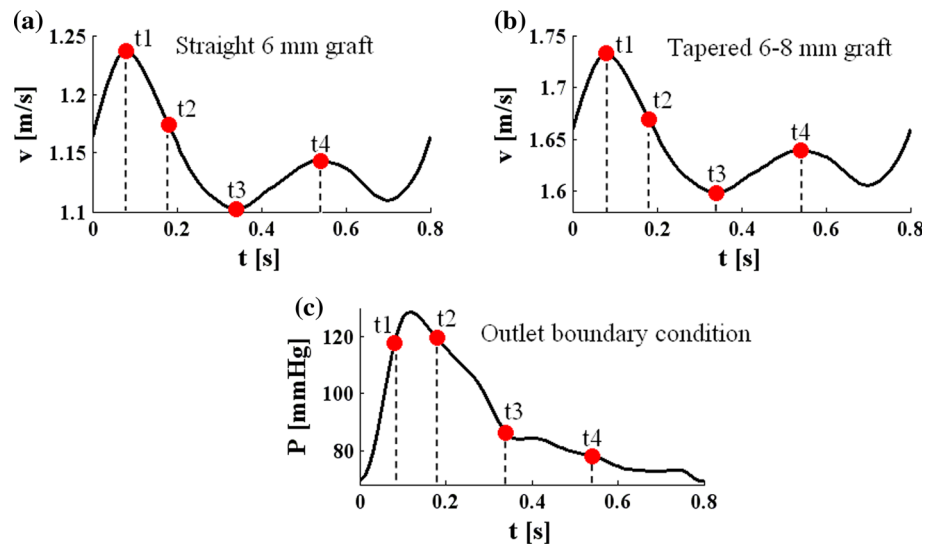 (a)
Straight 6 mm graft
v [m/s]
1.25
1.2
1.15
1.1
t1
t2
t3
t4
0
0.2
0.4
0.6
0.8
t [s]
(b)
Tapered 6-8 mm graft
v [m/s]
1.75
1.7
1.65
1.6
t1
t2
t3
t4
0
0.2
0.4
0.6
0.8
t [s]
(c)
Outlet boundary condition
P [mmHg]
120
100
80
t1
t2
t3
t4
0
0.2
0.4
0.6
0.8
t [s]